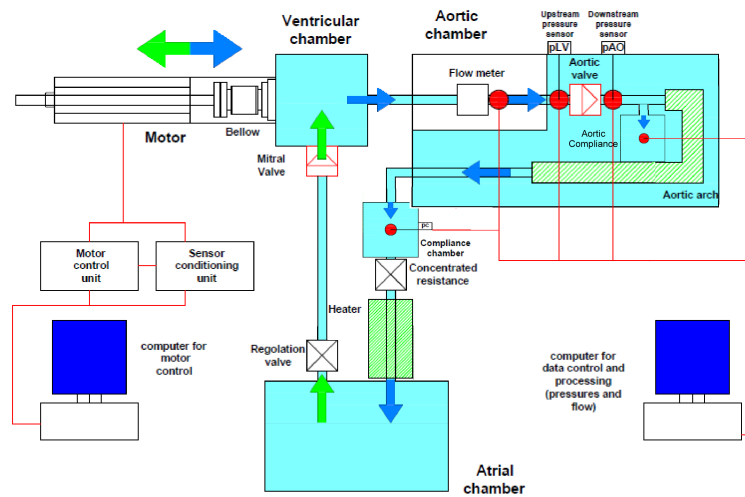 Ventricular
chamber
Aortic
chamber
Upstream
pressure
sensor
Downstream
pressure
sensor
pLV
pAO
Aortic
valve
Flow meter
Motor
Bellow
Mitral
Valve
Aortic
Compliance
Aortic arch
pc
Compliance
chamber
Concentrated
resistance
Motor
control
unit
Sensor
conditioning
unit
Heater
computer for
motor
control
Regolation
valve
computer for
data control and
processing
(pressures and
flow)
Atrial
chamber